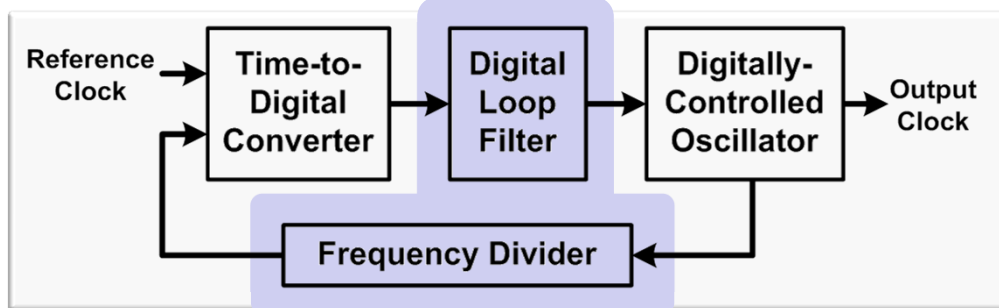 Reference
Clock
Time-to-
Digital
Converter
Digital
Loop
Filter
Digitally-
Controlled
Oscillator
Output
Clock
Frequency Divider